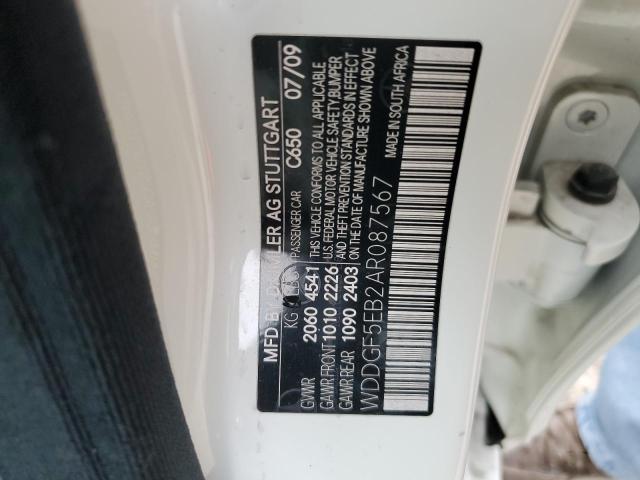 MFD BY DAIMLER AG STUTTGART
KG LBS C650 07/09
PASSENGER CAR
GVWR 2060 4541 THIS VEHICLE CONFORMS TO ALL APPLICABLE
GAWR FRONT 1010 2226 U.S. FEDERAL MOTOR VEHICLE SAFETY, BUMPER
GAWR REAR 1090 2403 AND THEFT PREVENTION STANDARDS IN EFFECT
ON THE DATE OF MANUFACTURE SHOWN ABOVE
WDDGF5EB2AR087567
MADE IN SOUTH AFRICA